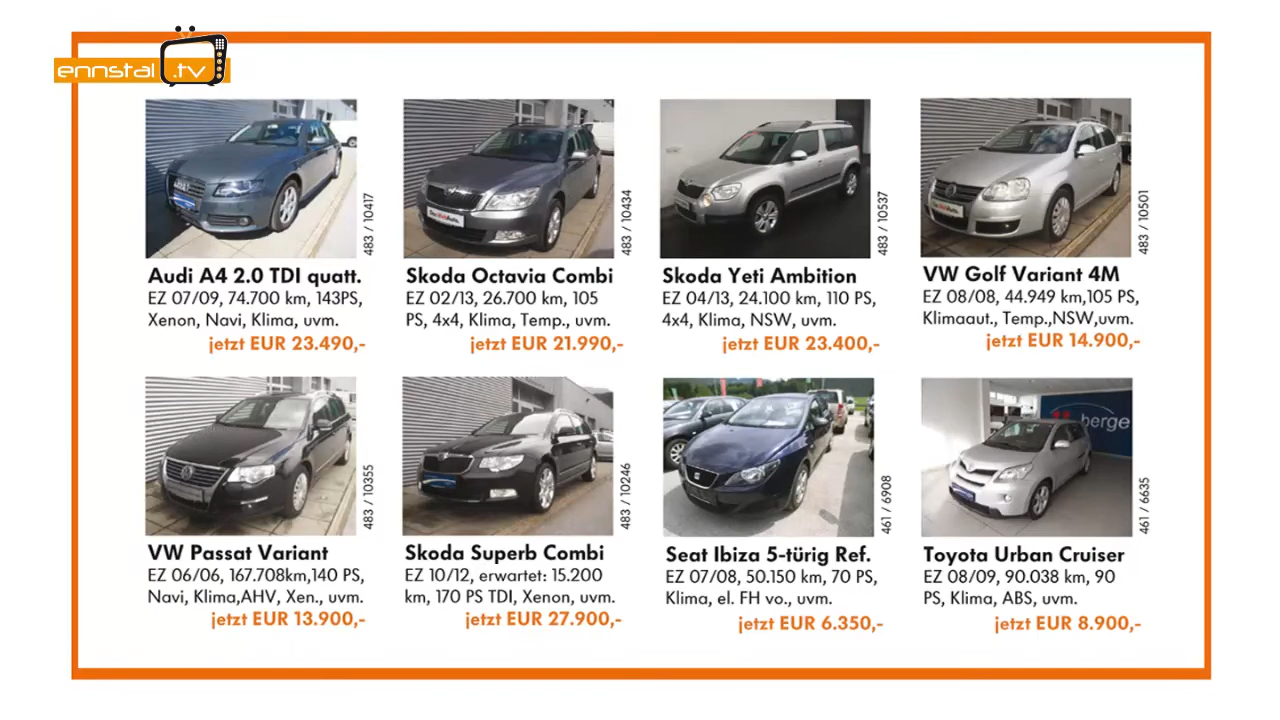 ennstal .tv
483 / 10417
Audi A4 2.0 TDI quatt.
EZ 07/09, 74.700 km, 143PS,
Xenon, Navi, Klima, uvm.
jetzt EUR 23.490,-
483 / 10434
Skoda Octavia Combi
EZ 02/13, 26.700 km, 105
PS, 4x4, Klima, Temp., uvm.
jetzt EUR 21.990,-
483 / 10537
Skoda Yeti Ambition
EZ 04/13, 24.100 km, 110 PS,
4x4, Klima, NSW, uvm.
jetzt EUR 23.400,-
483 / 10501
VW Golf Variant 4M
EZ 08/08, 44.949 km,105 PS,
Klimaaut., Temp.,NSW,uvm.
jetzt EUR 14.900,-
483 / 10355
VW Passat Variant
EZ 06/06, 167.708km,140 PS,
Navi, Klima,AHV, Xen., uvm.
jetzt EUR 13.900,-
483 / 10246
Skoda Superb Combi
EZ 10/12, erwartet: 15.200
km, 170 PS TDI, Xenon, uvm.
jetzt EUR 27.900,-
461 / 6908
Seat Ibiza 5-türig Ref.
EZ 07/08, 50.150 km, 70 PS,
Klima, el. FH vo., uvm.
jetzt EUR 6.350,-
berge
461 / 6635
Toyota Urban Cruiser
EZ 08/09, 90.038 km, 90
PS, Klima, ABS, uvm.
jetzt EUR 8.900,-